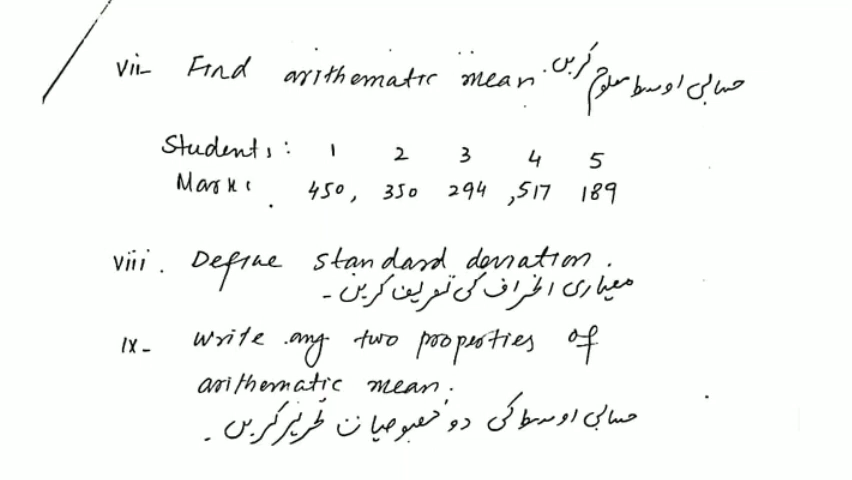 vii- Find arithematic mean. حسابی اوسط معلوم کریں
Students: 1 2 3 4 5
Marks: 450, 350 294 ,517 189
viii. Define standard deviation.
معیاری انحراف کی تعریف کریں۔
ix- Write any two properties of
arithematic mean.
حسابی اوسط کی دو خصوصیات تحریر کریں۔